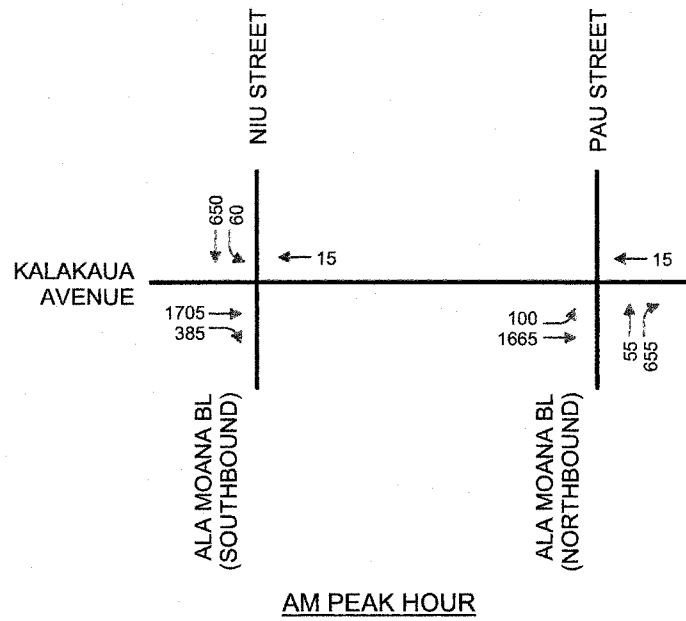 NIU STREET
PAU STREET
650
60
15
15
KALAKAUA
AVENUE
1705
385
100
1665
55
655
ALA MOANA BL
(SOUTHBOUND)
ALA MOANA BL
(NORTHBOUND)
AM PEAK HOUR